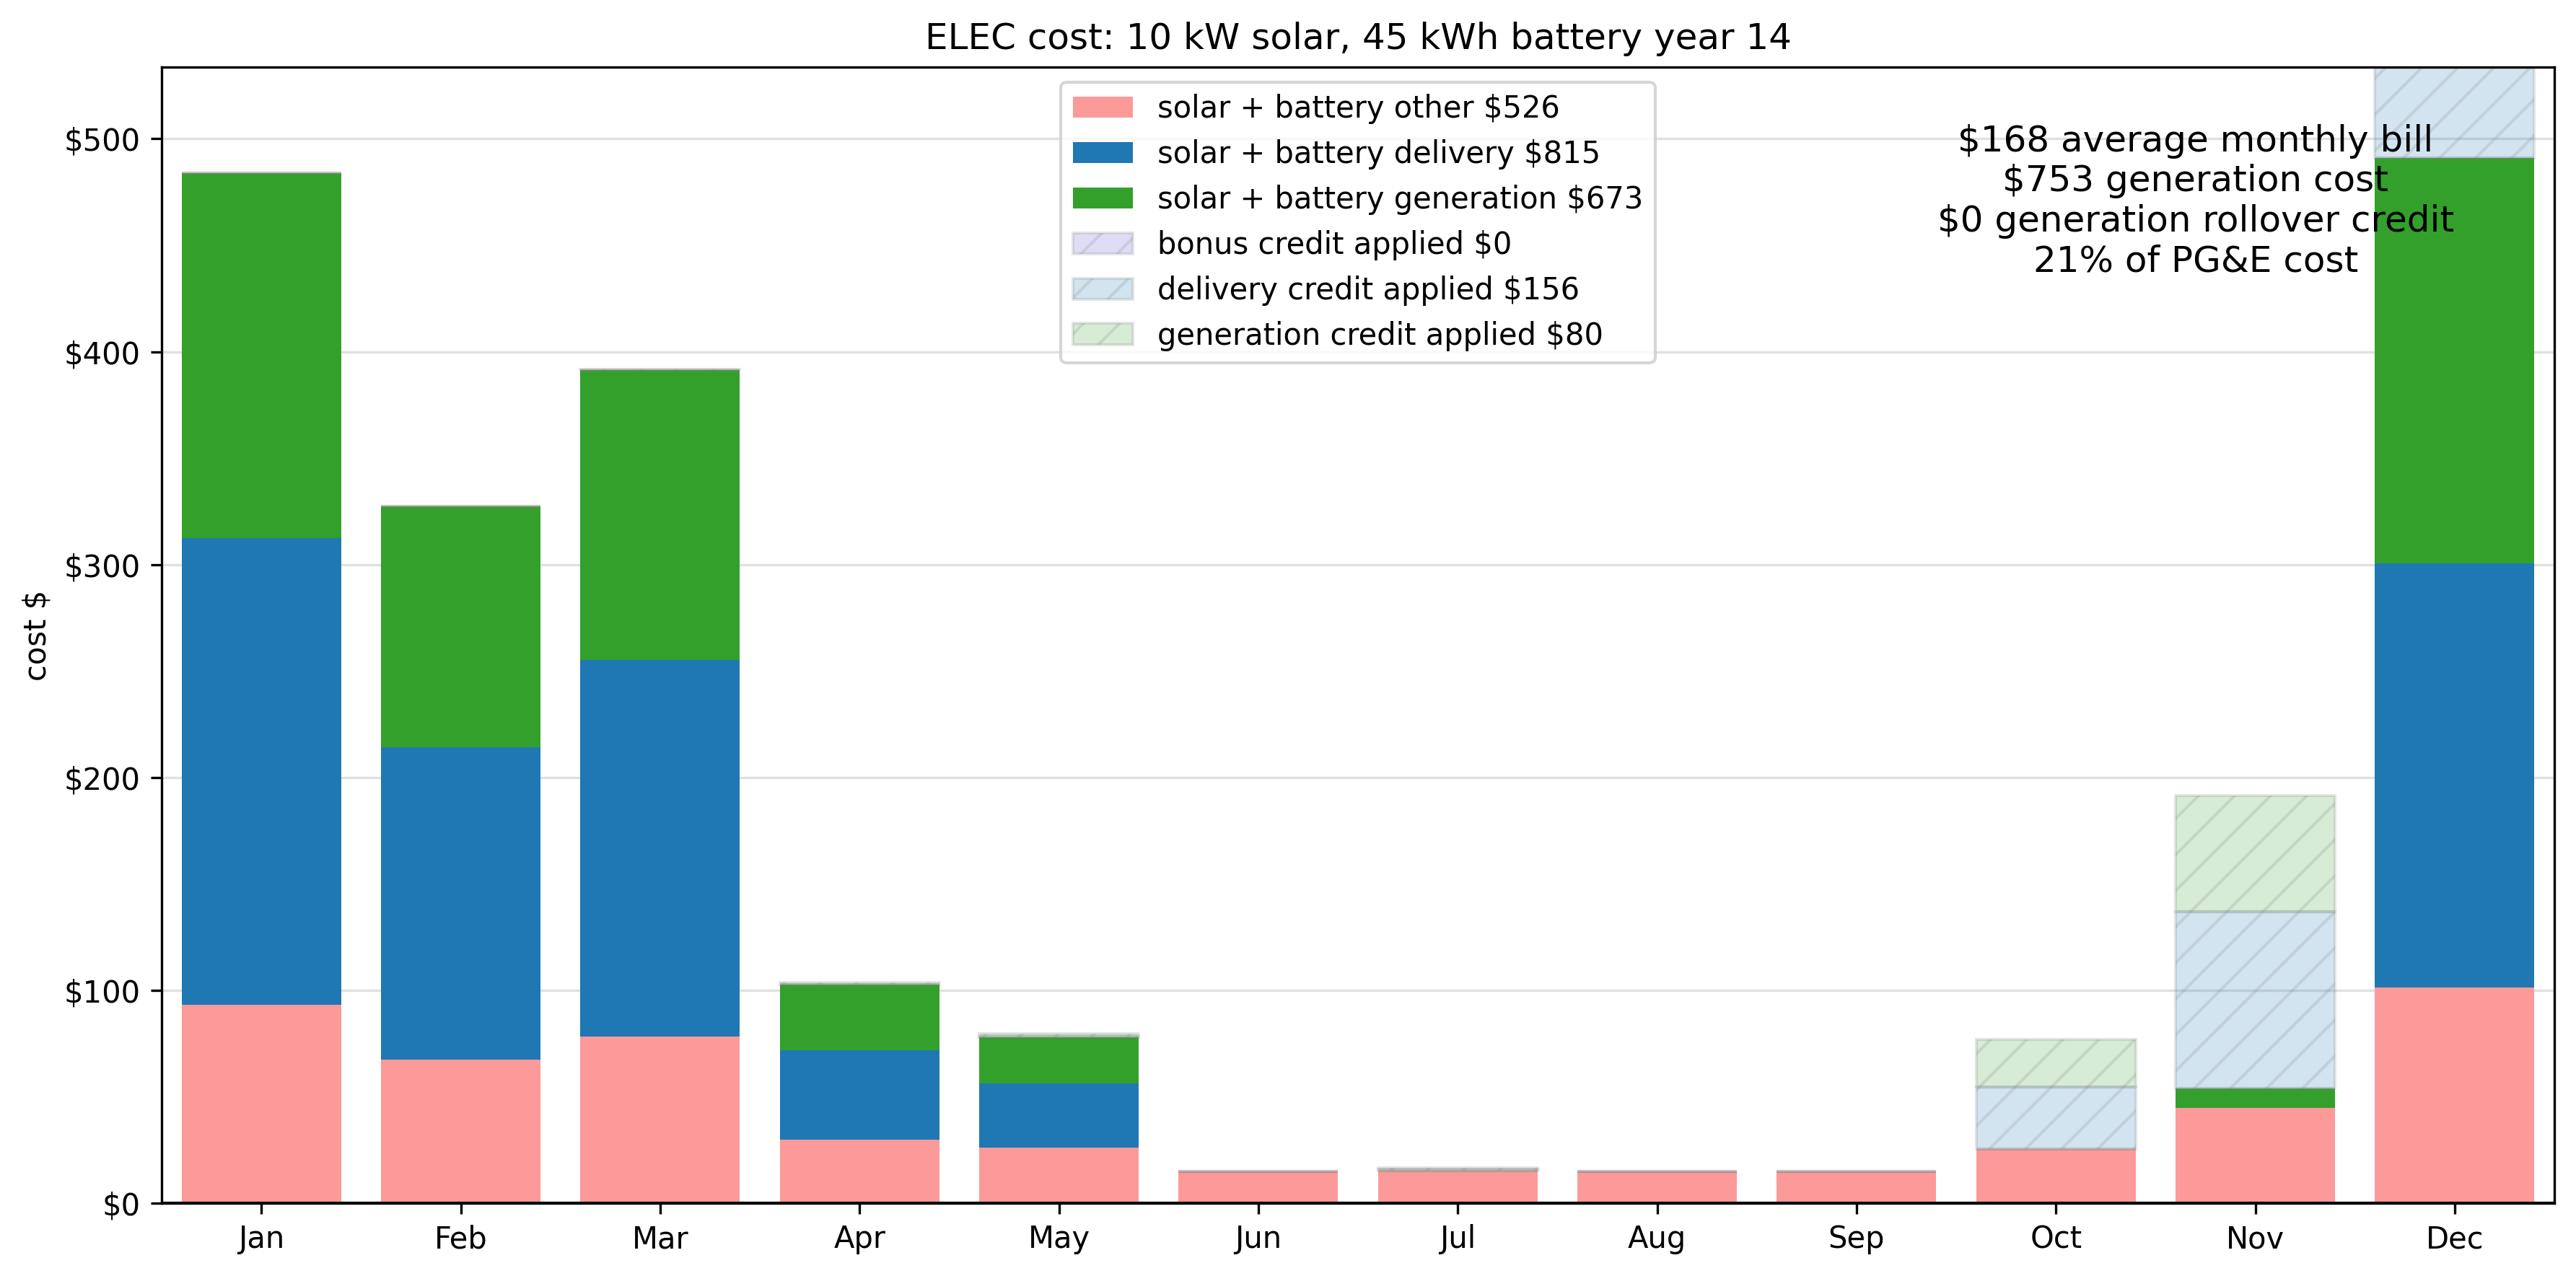 ELEC cost: 10 kW solar, 45 kWh battery year 14
solar + battery other $526
solar + battery delivery $815
solar + battery generation $673
bonus credit applied $0
delivery credit applied $156
generation credit applied $80
$168 average monthly bill
$753 generation cost
$0 generation rollover credit
21% of PG&E cost
cost $
$500
$400
$300
$200
$100
$0
Jan Feb Mar Apr May Jun Jul Aug Sep Oct Nov Dec